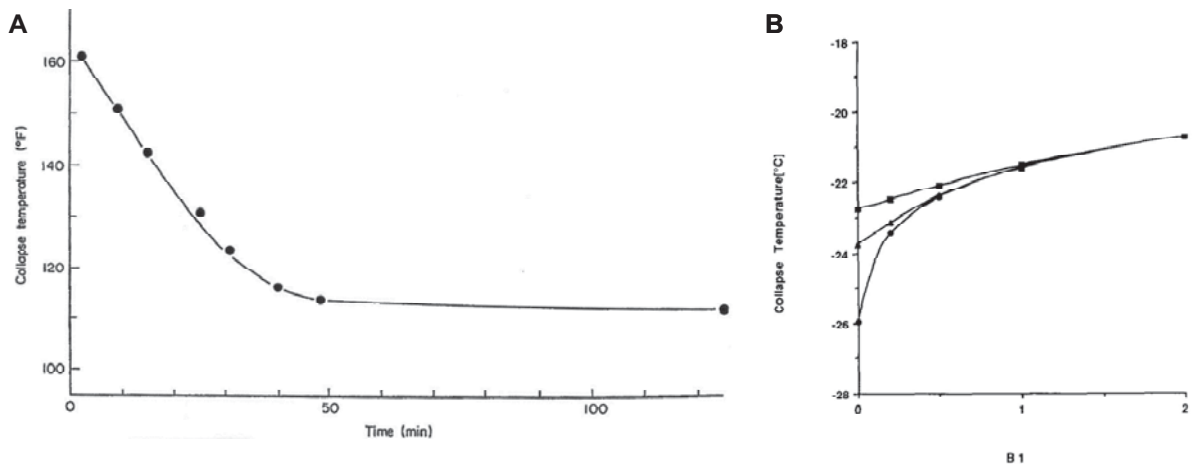 A
Collapse temperature (°F)
160
140
120
100
0
50
100
Time (min)
B
Collapse Temperature[°C]
-18
-20
-22
-24
-26
-28
0
1
2
B 1